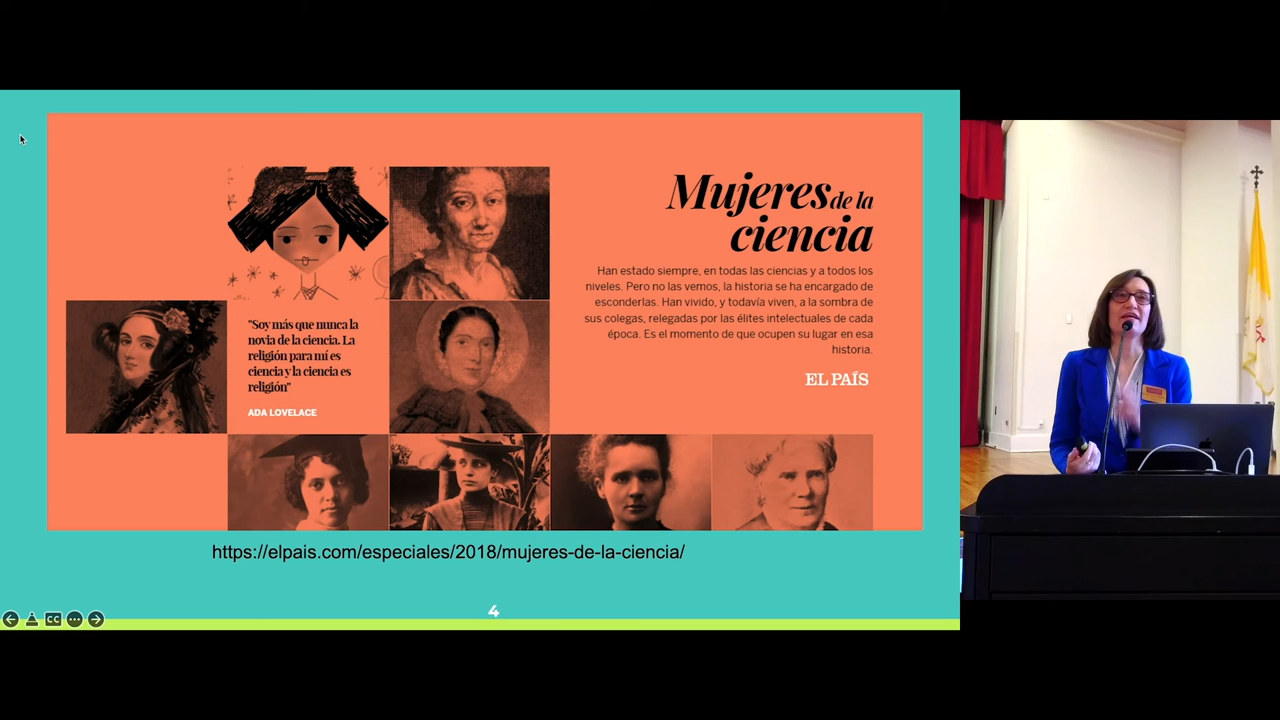 Mujeres de la
ciencia
Han estado siempre, en todas las ciencias y a todos los
niveles. Pero no las vemos, la historia se ha encargado de
esconderlas. Han vivido, y todavía viven, a la sombra de
sus colegas, relegadas por las élites intelectuales de cada
época. Es el momento de que ocupen su lugar en esa
historia.
EL PAÍS
"Soy más que nunca la
novia de la ciencia. La
religión para mí es
ciencia y la ciencia es
religión"
ADA LOVELACE
https://elpais.com/especiales/2018/mujeres-de-la-ciencia/
4
CC